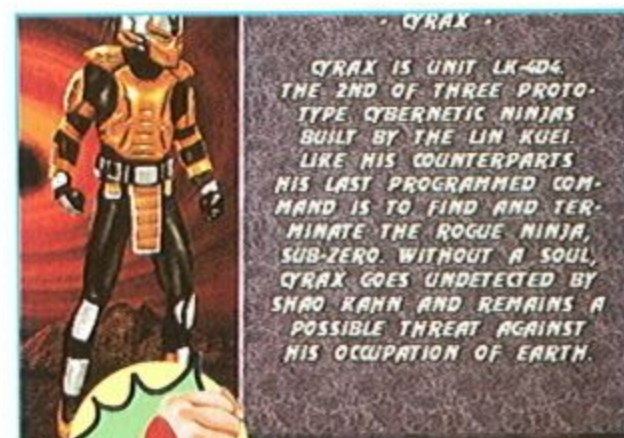 - CYRAX -
CYRAX IS UNIT LK-4D4.
THE 2ND OF THREE PROTO-
TYPE CYBERNETIC NINJAS
BUILT BY THE LIN KUEI.
LIKE HIS COUNTERPARTS
HIS LAST PROGRAMMED COM-
MAND IS TO FIND AND TER-
MINATE THE ROGUE NINJA,
SUB-ZERO. WITHOUT A SOUL,
CYRAX GOES UNDETECTED BY
SHAO KAHN AND REMAINS A
POSSIBLE THREAT AGAINST
HIS OCCUPATION OF EARTH.